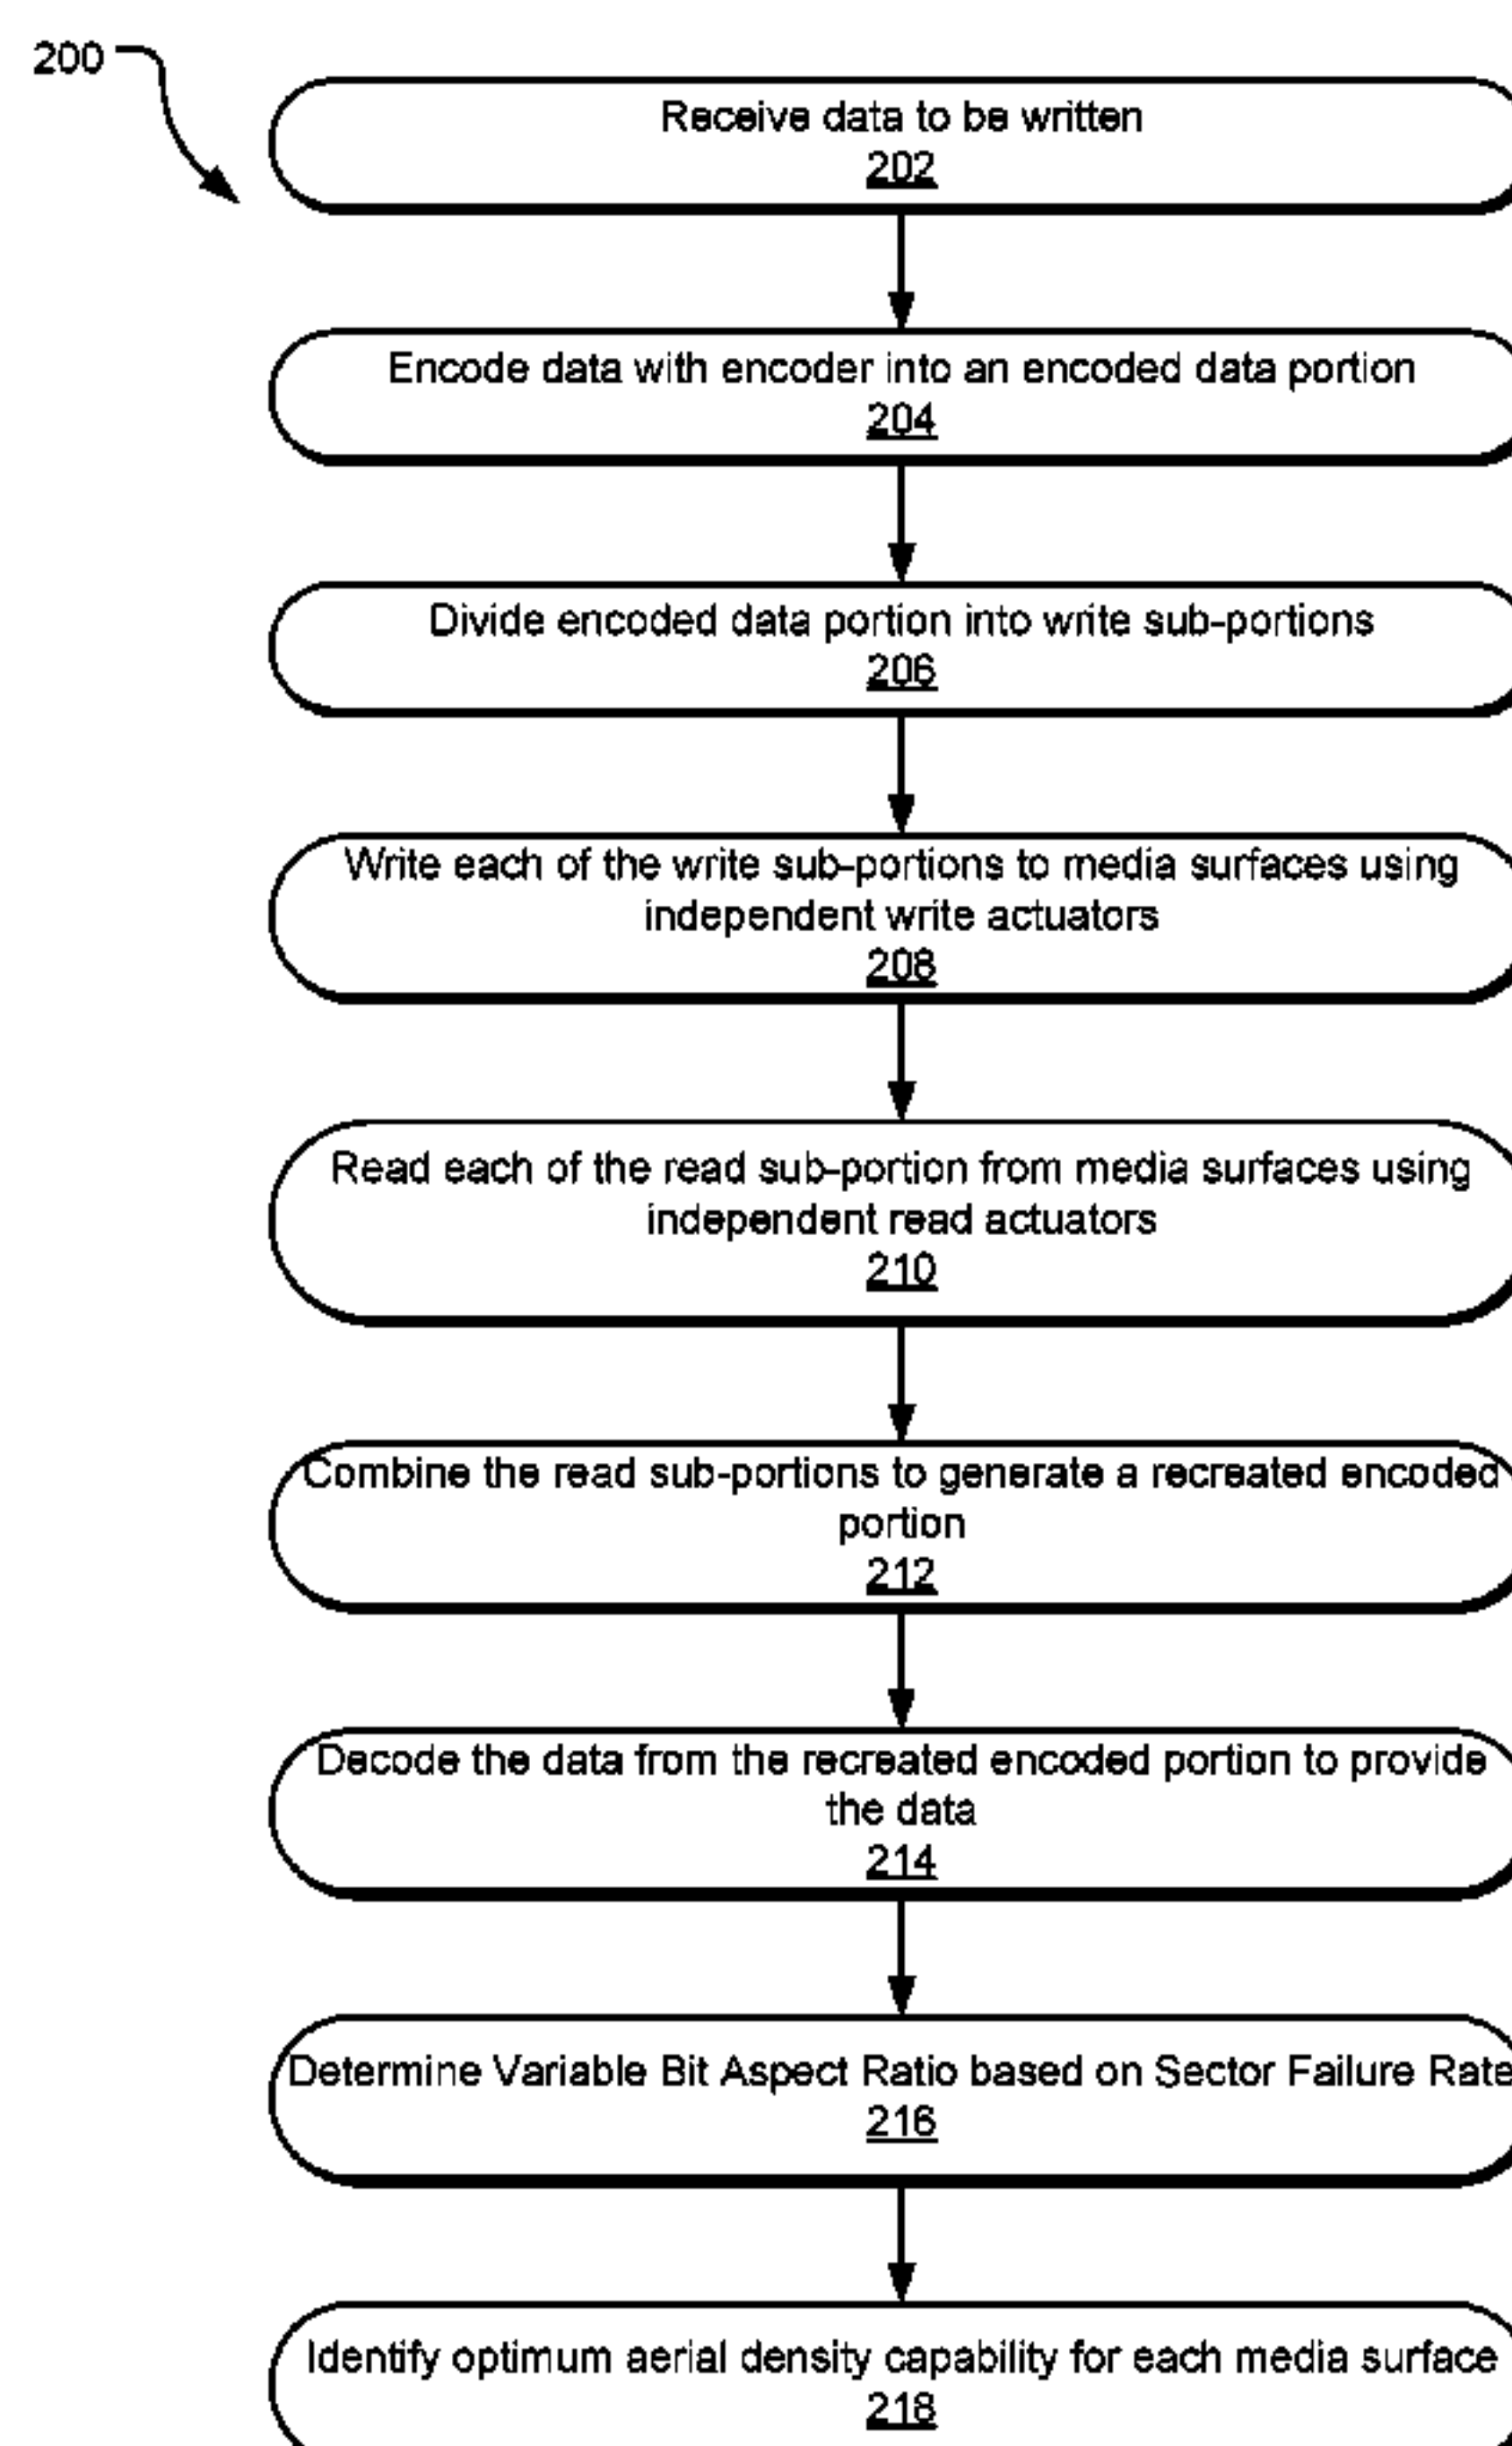 200
Receive data to be written
202
Encode data with encoder into an encoded data portion
204
Divide encoded data portion into write sub-portions
206
Write each of the write sub-portions to media surfaces using
independent write actuators
208
Read each of the read sub-portion from media surfaces using
independent read actuators
210
Combine the read sub-portions to generate a recreated encoded
portion
212
Decode the data from the recreated encoded portion to provide
the data
214
Determine Variable Bit Aspect Ratio based on Sector Failure Rate
216
Identify optimum aerial density capability for each media surface
218